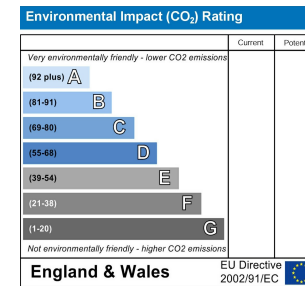 Environmental Impact (CO₂) Rating
Current Potent
Very environmentally friendly - lower CO2 emissions
(92 plus) A
(81-91) B
(69-80) C
(55-68) D
(39-54) E
(21-38) F
(1-20) G
Not environmentally friendly - higher CO2 emissions
England & Wales
EU Directive
2002/91/EC